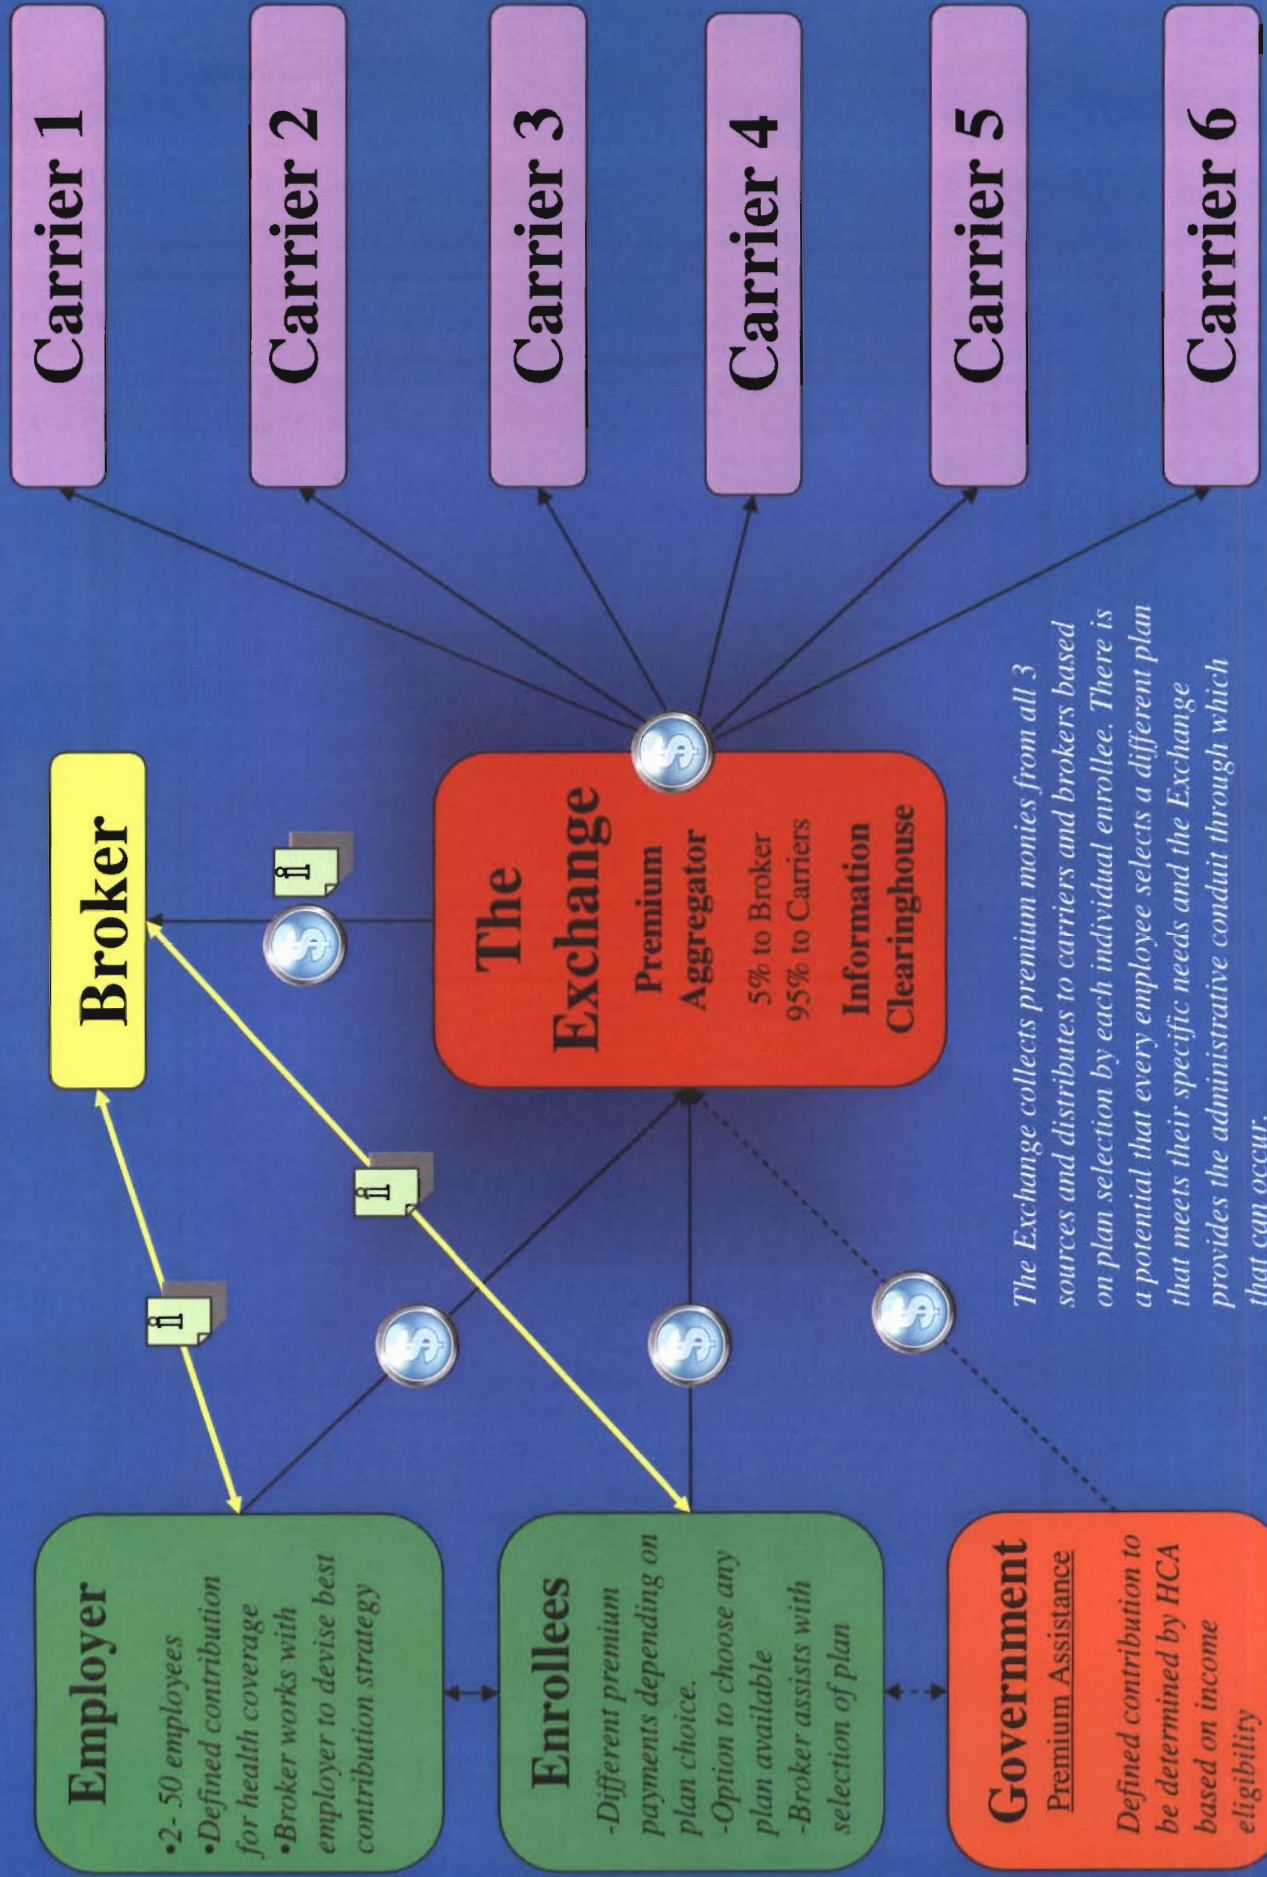 Employer
•2- 50 employees
•Defined contribution
for health coverage
•Broker works with
employer to devise best
contribution strategy
Enrollees
-Different premium
payments depending on
plan choice.
-Option to choose any
plan available
-Broker assists with
selection of plan
Government
Premium Assistance
Defined contribution to
be determined by HCA
based on income
eligibility
i
i
$
$
$
Broker
$
i
The
Exchange
Premium
Aggregator
5% to Broker
95% to Carriers
Information
Clearinghouse
$
The Exchange collects premium monies from all 3
sources and distributes to carriers and brokers based
on plan selection by each individual enrollee. There is
a potential that every employee selects a different plan
that meets their specific needs and the Exchange
provides the administrative conduit through which
that can occur.
Carrier 1
Carrier 2
Carrier 3
Carrier 4
Carrier 5
Carrier 6